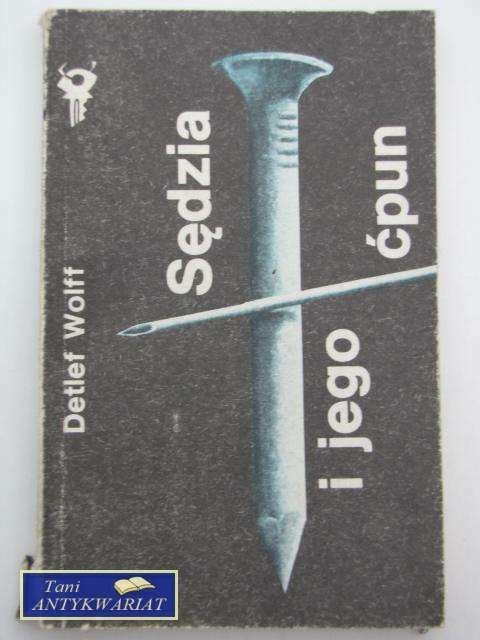 Detlef Wolff
Sędzia
i jego
ćpun
Tani
ANTYKWARIAT